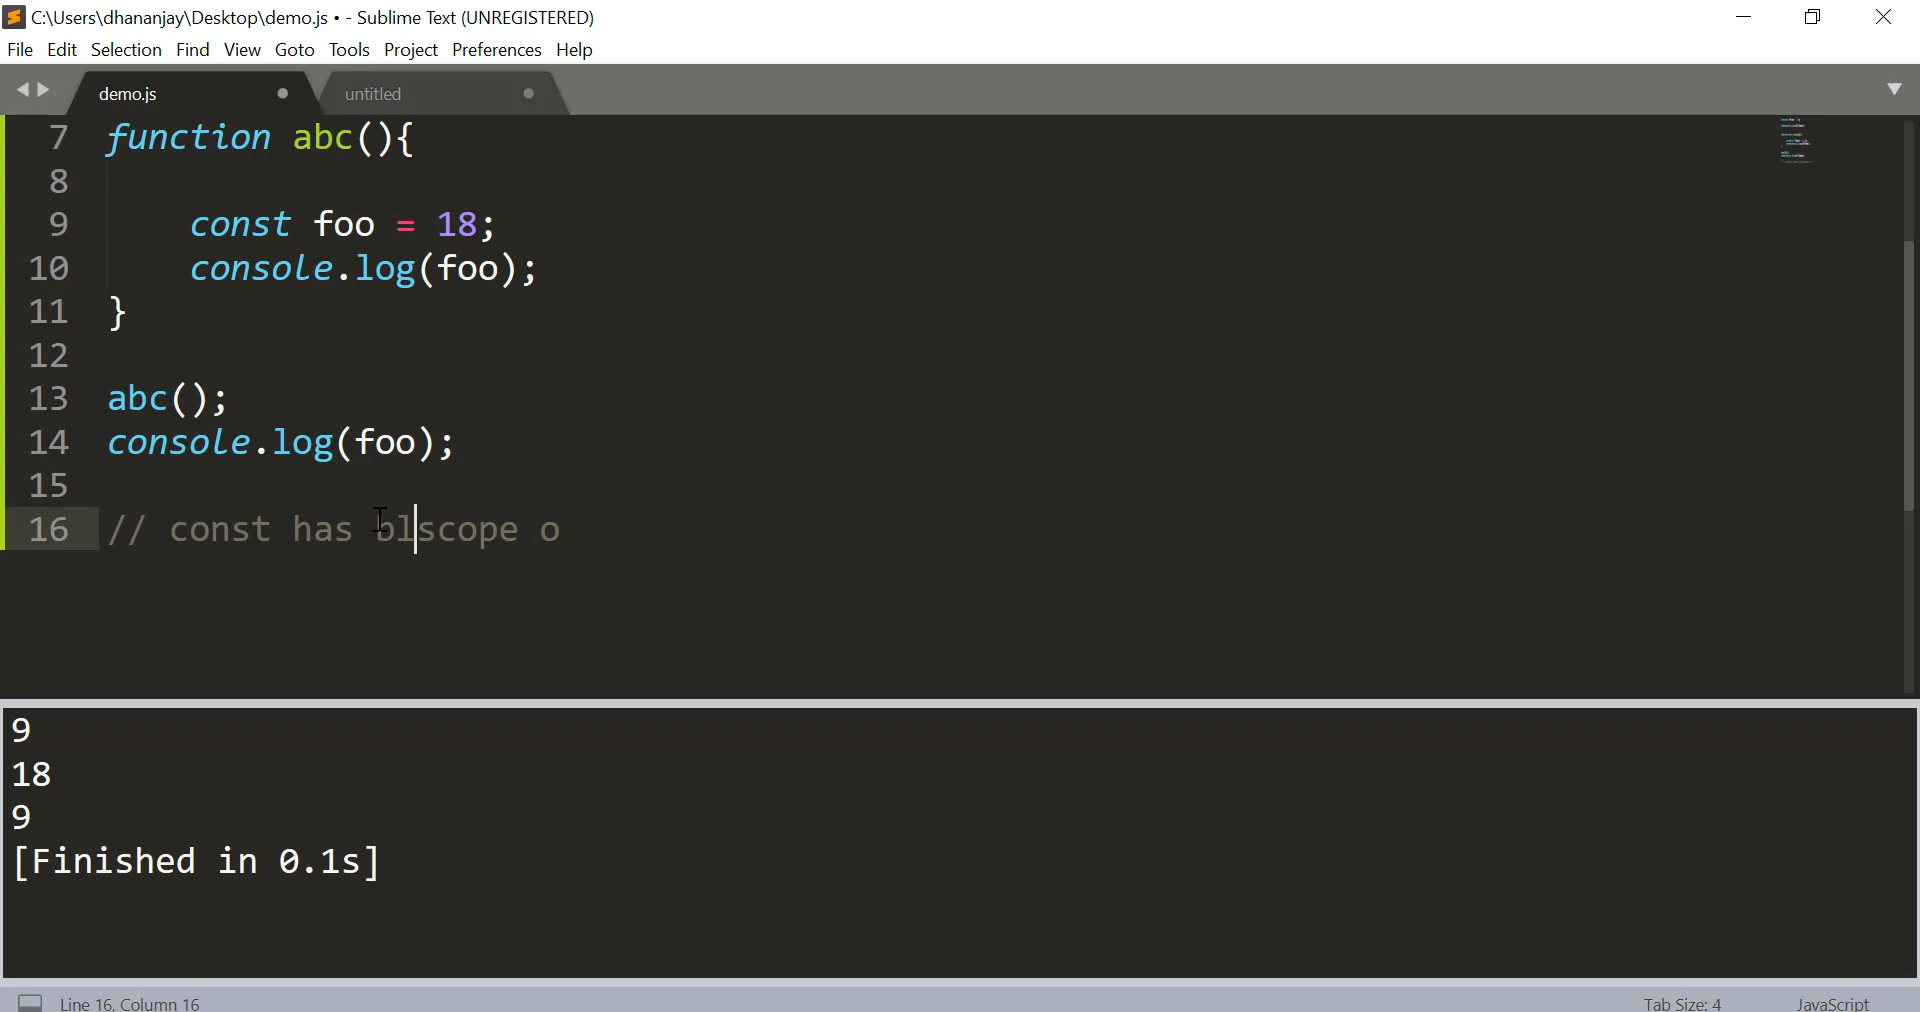 C:\Users\dhananjay\Desktop\demo.js • - Sublime Text (UNREGISTERED)
File Edit Selection Find View Goto Tools Project Preferences Help
demo.js untitled
7 function abc(){
8
9 const foo = 18;
10 console.log(foo);
11 }
12
13 abc();
14 console.log(foo);
15
16 // const has blscope o
9
18
9
[Finished in 0.1s]
Line 16, Column 16 Tab Size: 4 JavaScript